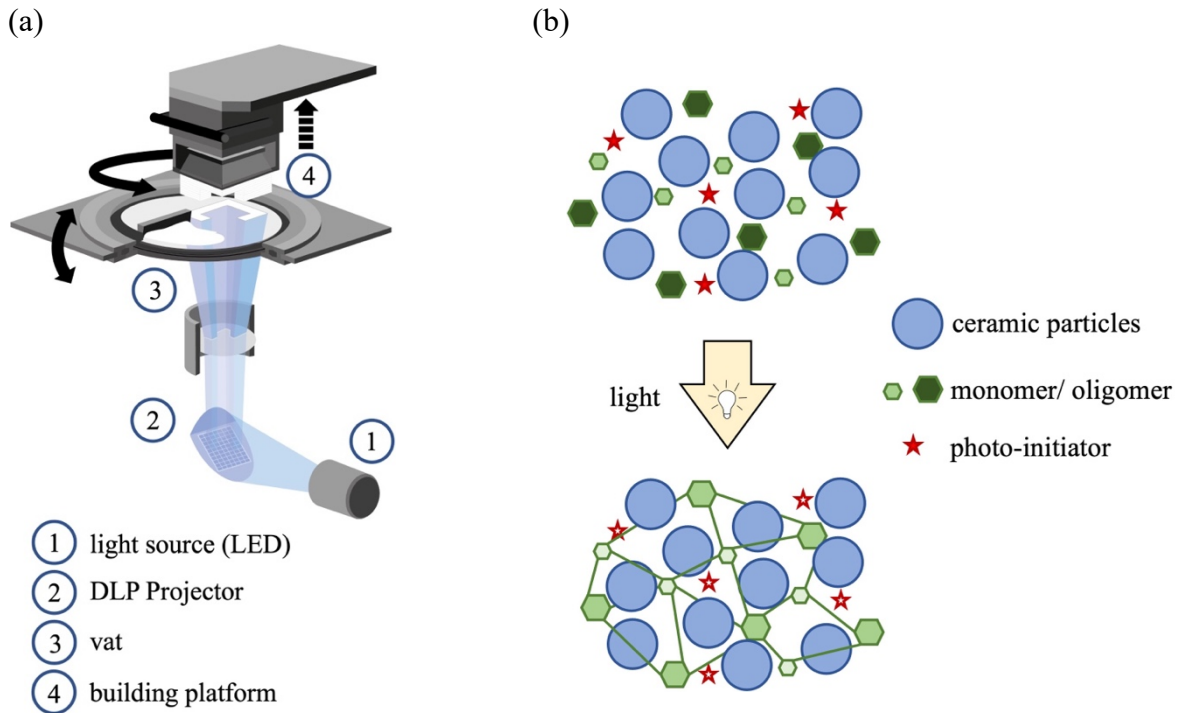 (a)
4
3
2
1
1 light source (LED)
2 DLP Projector
3 vat
4 building platform
(b)
light
ceramic particles
monomer/ oligomer
photo-initiator